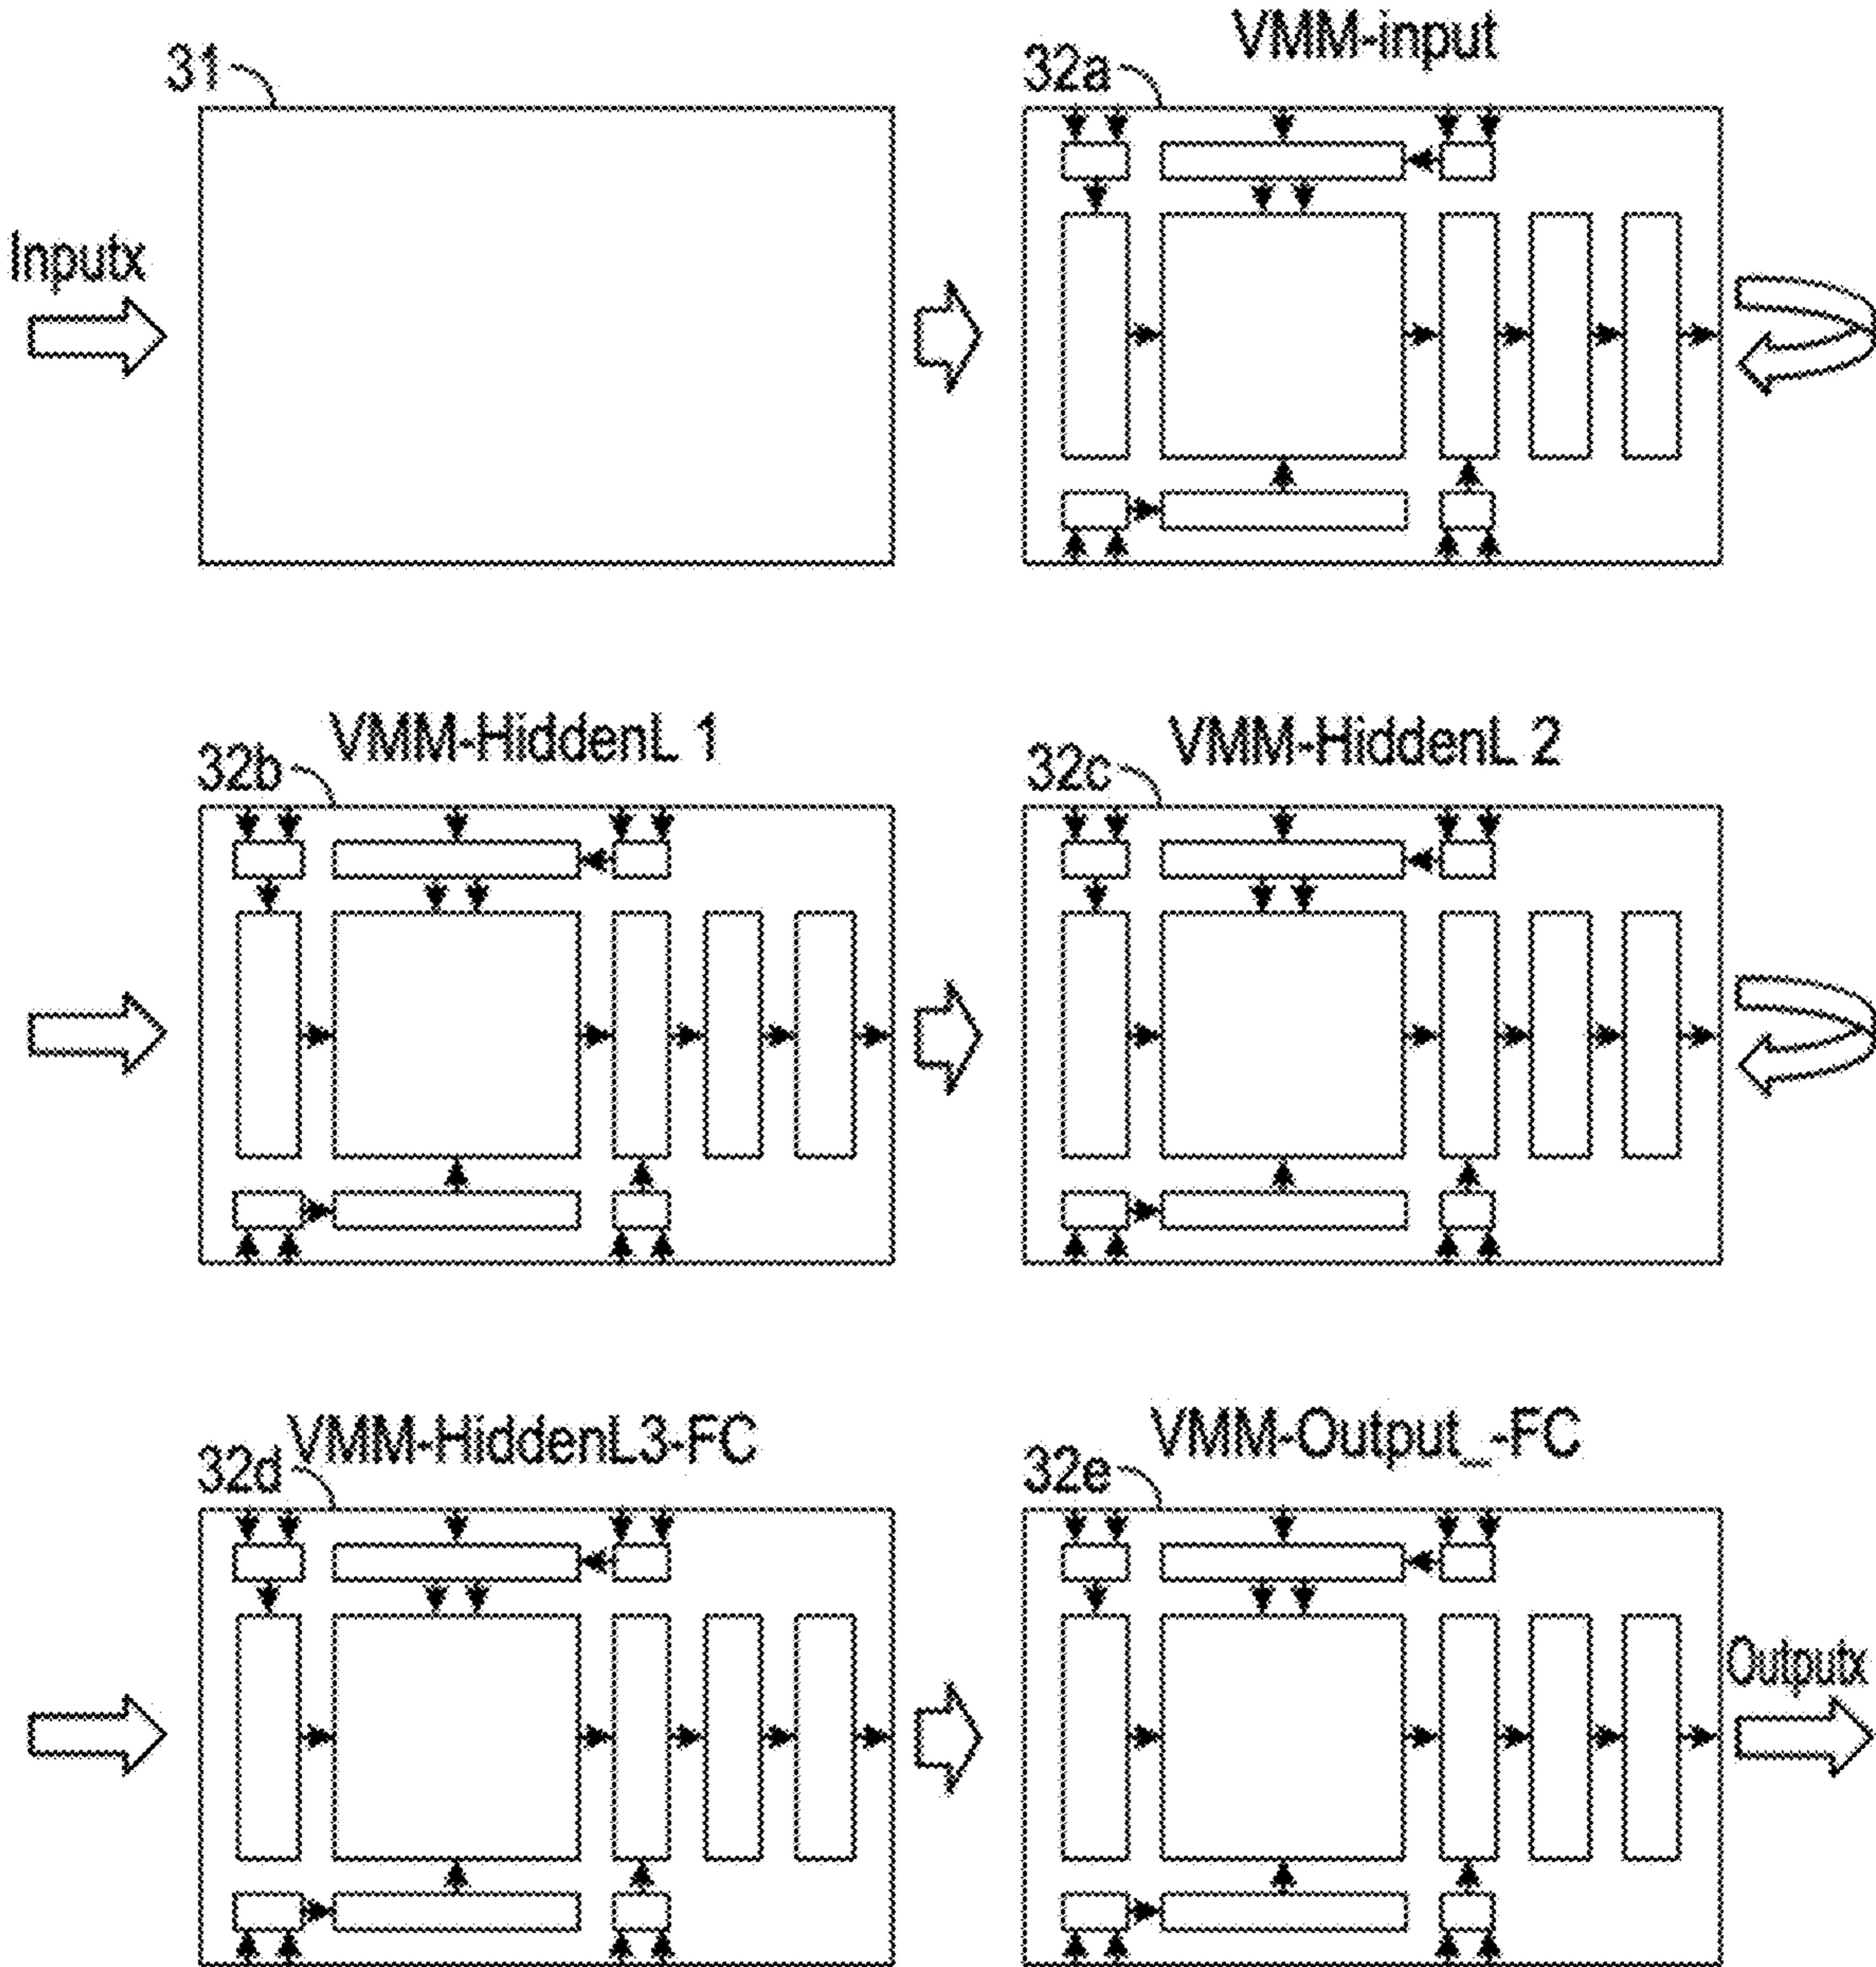 31
VMM-input
32a
Inputx
VMM-HiddenL 1
32b
VMM-HiddenL 2
32c
VMM-HiddenL3-FC
32d
VMM-Output_-FC
32e
Outputx